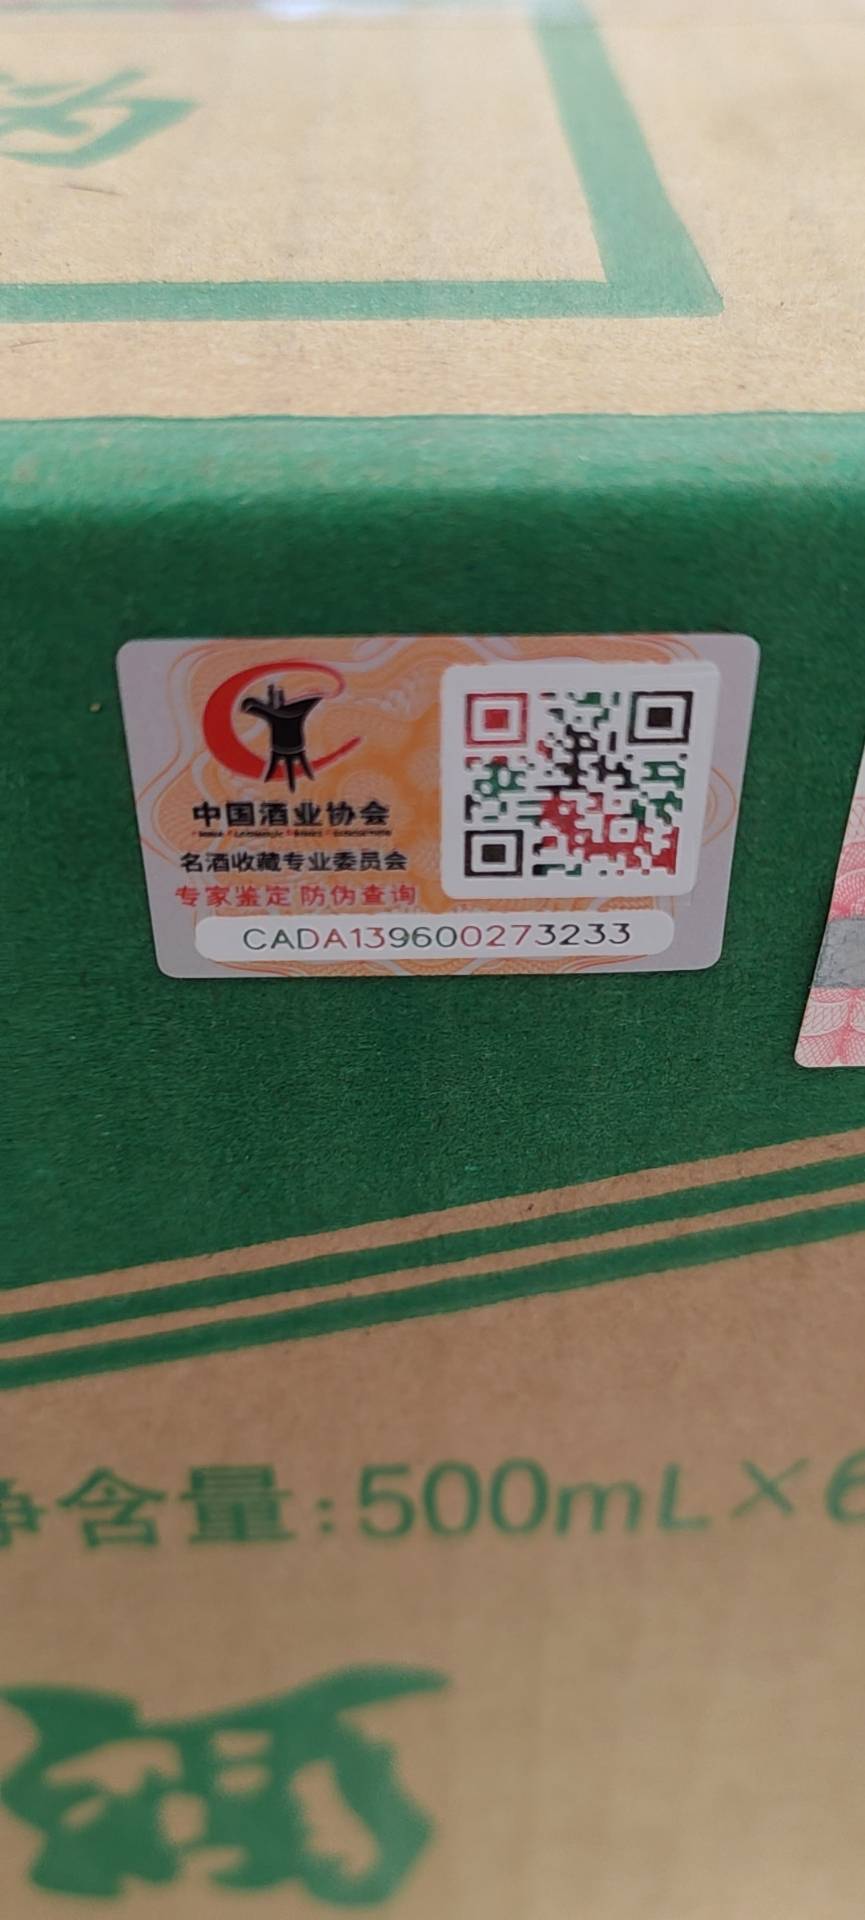 中国酒业协会
名酒收藏专业委员会
专家鉴定 防伪查询
CADA139600273233
净含量:500mL×6